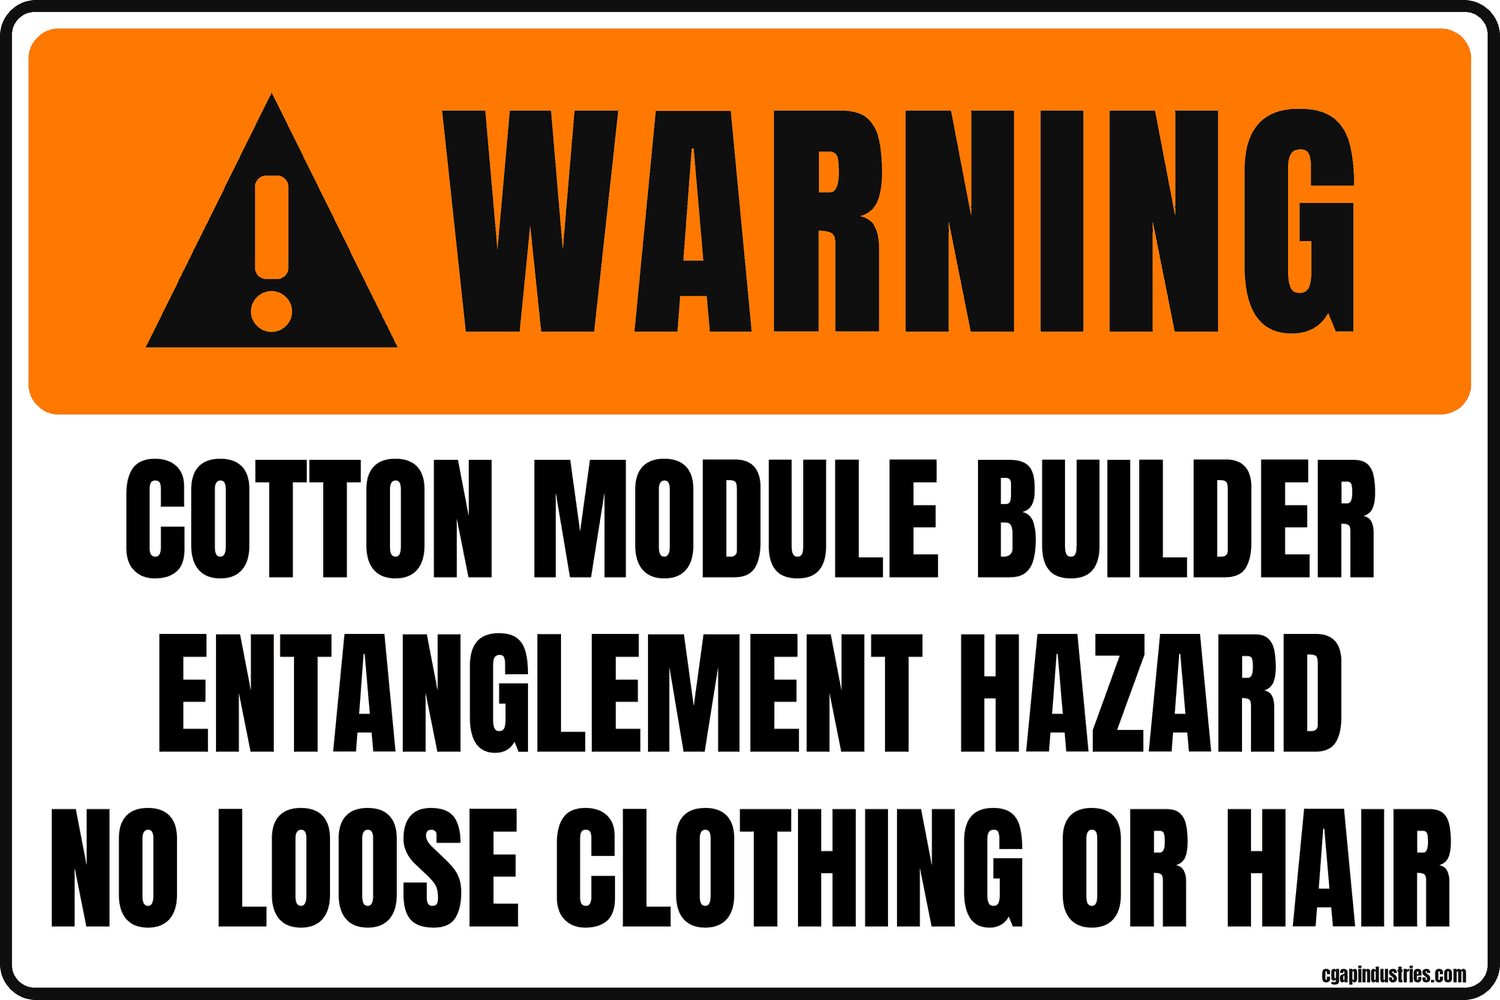 WARNING
COTTON MODULE BUILDER
ENTANGLEMENT HAZARD
NO LOOSE CLOTHING OR HAIR
cgapindustries.com